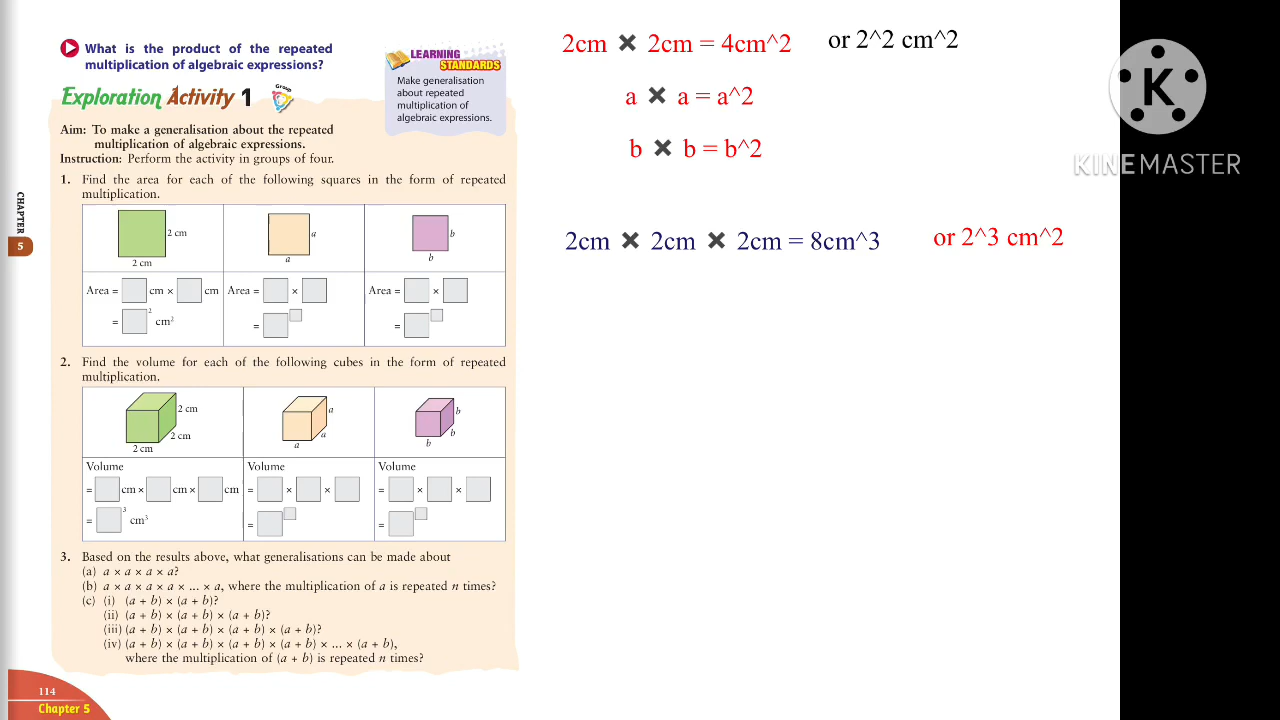 What is the product of the repeated
multiplication of algebraic expressions?
Exploration Activity 1
Group
LEARNING
STANDARDS
Make generalisation
about repeated
multiplication of
algebraic expressions.
Aim: To make a generalisation about the repeated
multiplication of algebraic expressions.
Instruction: Perform the activity in groups of four.
1. Find the area for each of the following squares in the form of repeated
multiplication.
2 cm
2 cm
a
a
b
b
Area = cm × cm
= 2 cm²
Area = ×
=
Area = ×
=
2. Find the volume for each of the following cubes in the form of repeated
multiplication.
2 cm
2 cm
2 cm
a
a
a
b
b
b
Volume
= cm × cm × cm
= 3 cm³
Volume
= × ×
=
Volume
= × ×
=
3. Based on the results above, what generalisations can be made about
(a) a × a × a × a?
(b) a × a × a × a × ... × a, where the multiplication of a is repeated n times?
(c) (i) (a + b) × (a + b)?
(ii) (a + b) × (a + b) × (a + b)?
(iii) (a + b) × (a + b) × (a + b) × (a + b)?
(iv) (a + b) × (a + b) × (a + b) × (a + b) × ... × (a + b),
where the multiplication of (a + b) is repeated n times?
CHAPTER
5
114
Chapter 5
2cm ✖ 2cm = 4cm^2 or 2^2 cm^2
a ✖ a = a^2
b ✖ b = b^2
2cm ✖ 2cm ✖ 2cm = 8cm^3 or 2^3 cm^2
K
KINEMASTER